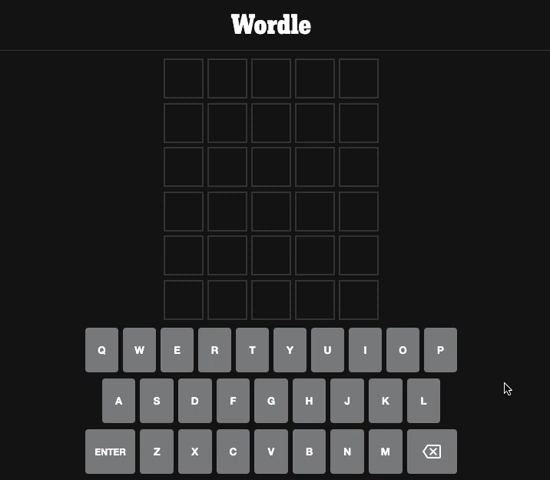 Wordle
Q W E R T Y U I O P
A S D F G H J K L
ENTER Z X C V B N M